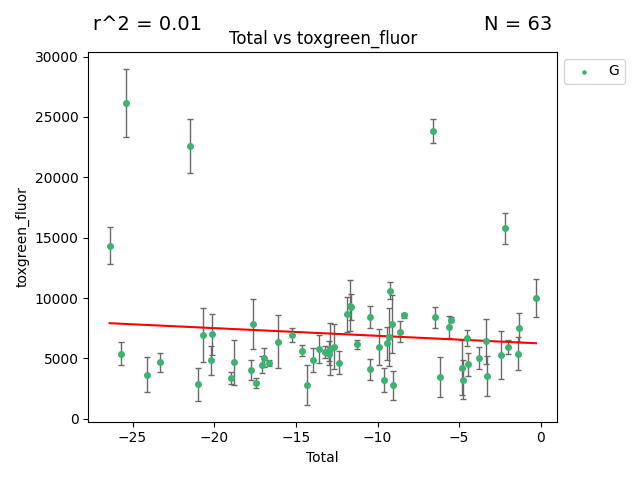 r^2 = 0.01
N = 63
Total vs toxgreen_fluor
G
30000
25000
20000
15000
10000
5000
0
toxgreen_fluor
−25
−20
−15
−10
−5
0
Total